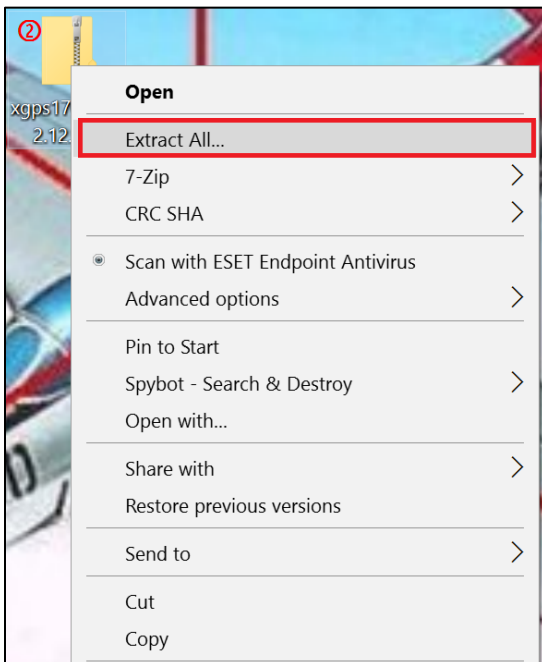 2
Open
xgps17
2.12.
Extract All...
7-Zip
CRC SHA
Scan with ESET Endpoint Antivirus
Advanced options
Pin to Start
Spybot - Search & Destroy
Open with...
Share with
Restore previous versions
Send to
Cut
Copy